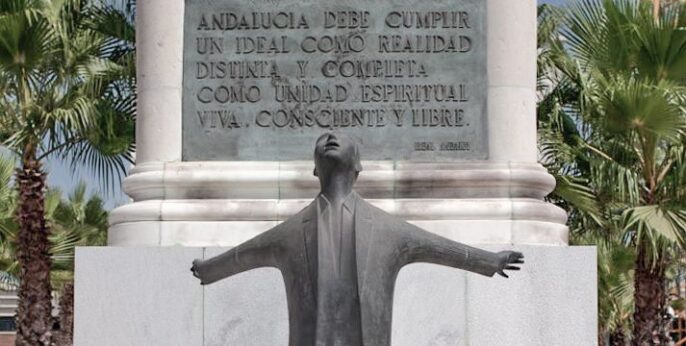 ANDALUCIA DEBE CUMPLIR
UN IDEAL COMO REALIDAD
DISTINTA Y COMPLETA
COMO UNIDAD ESPIRITUAL
VIVA, CONSCIENTE Y LIBRE.